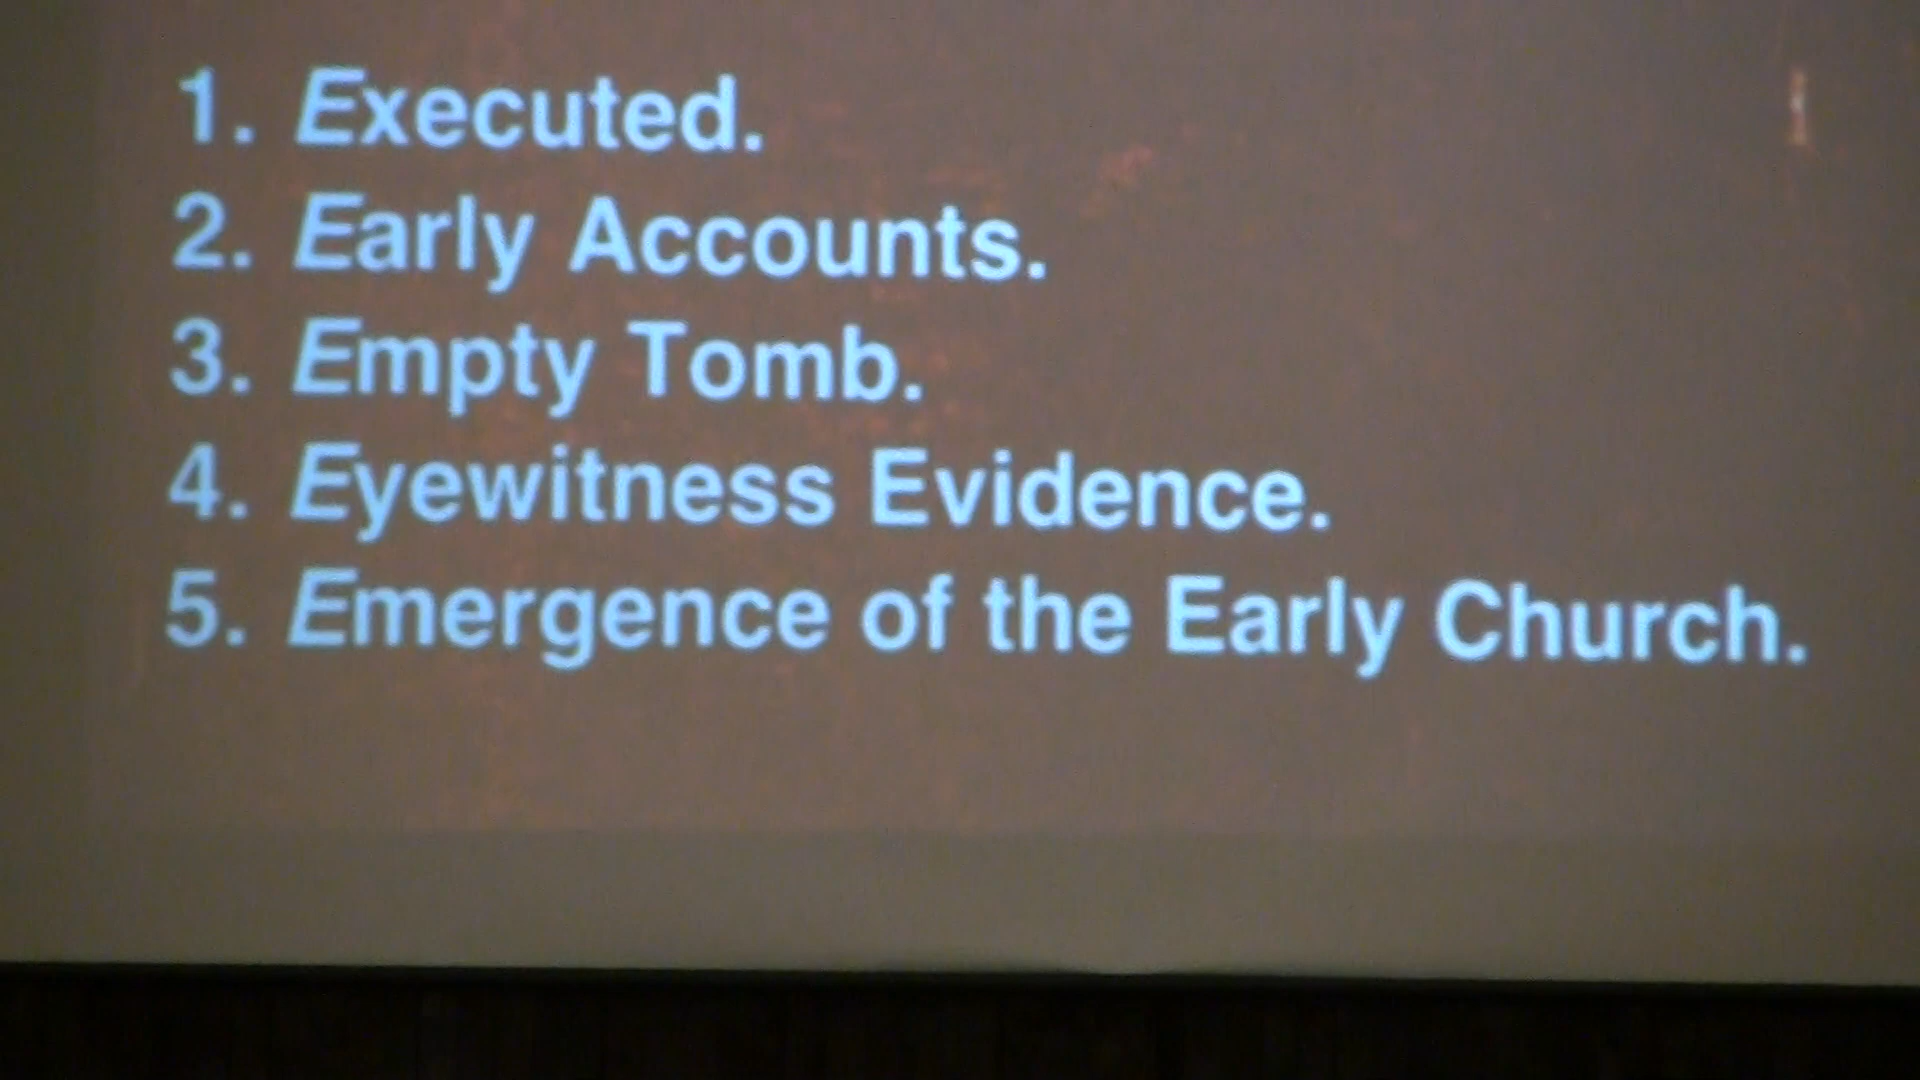 1. Executed.
2. Early Accounts.
3. Empty Tomb.
4. Eyewitness Evidence.
5. Emergence of the Early Church.